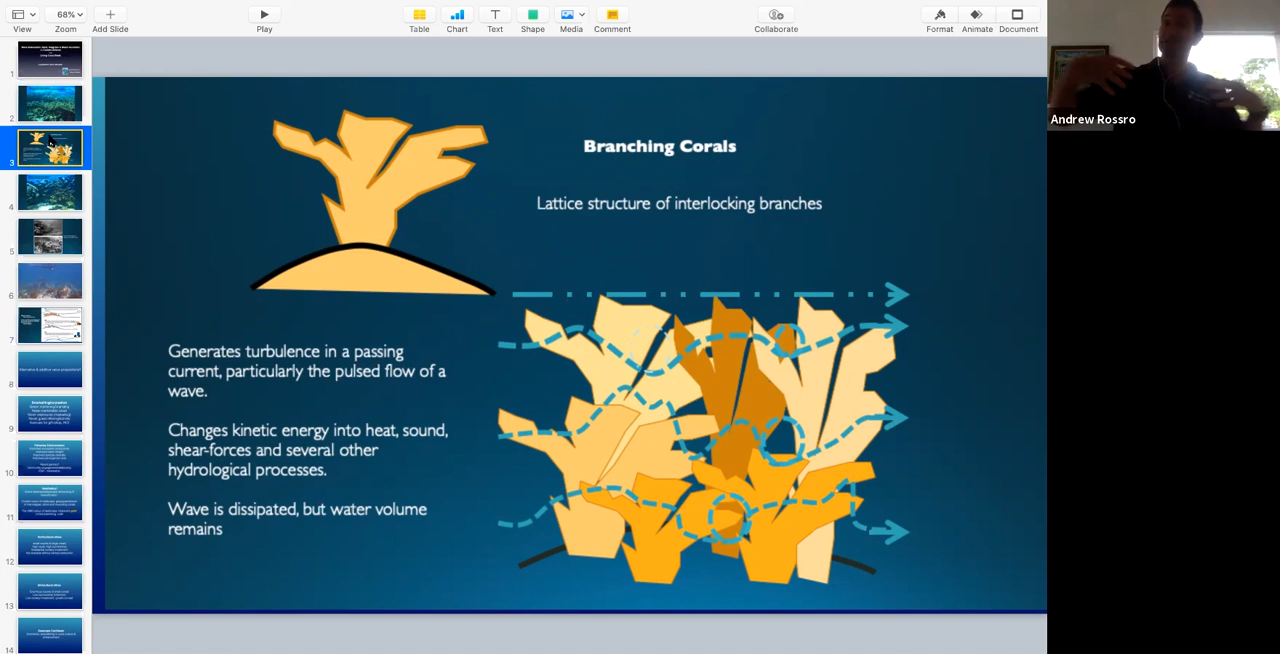 68%
View
Zoom
Add Slide
Play
Table
Chart
Text
Shape
Media
Comment
Collaborate
Format
Animate
Document
Andrew Rossro
1
2
3
4
5
6
7
8
9
10
11
12
13
14
Branching Corals
Lattice structure of interlocking branches
Generates turbulence in a passing
current, particularly the pulsed flow of a
wave.
Changes kinetic energy into heat, sound,
shear-forces and several other
hydrological processes.
Wave is dissipated, but water volume
remains